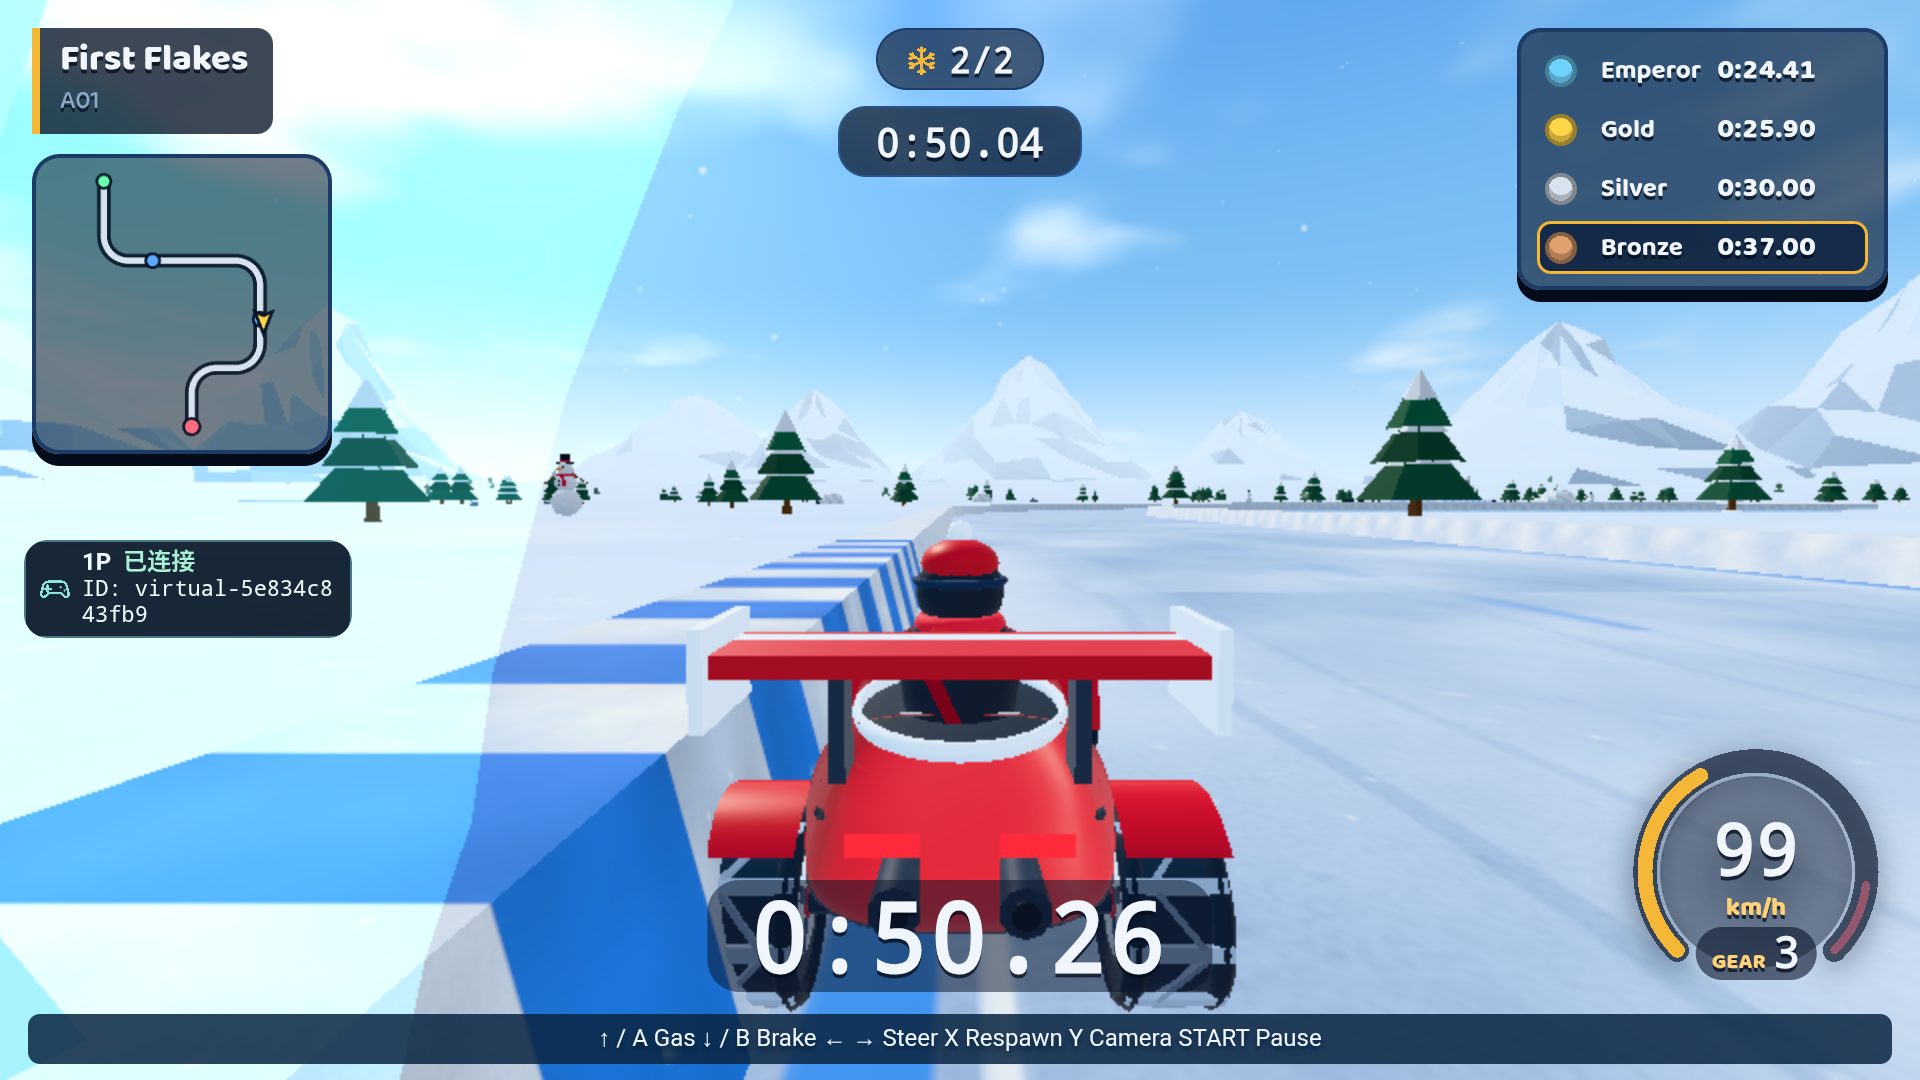 First Flakes
A01
2/2
0:50.04
Emperor 0:24.41
Gold 0:25.90
Silver 0:30.00
Bronze 0:37.00
1P 已连接
ID: virtual-5e834c8
43fb9
99
km/h
GEAR 3
0:50.26
↑ / A Gas ↓ / B Brake ← → Steer X Respawn Y Camera START Pause